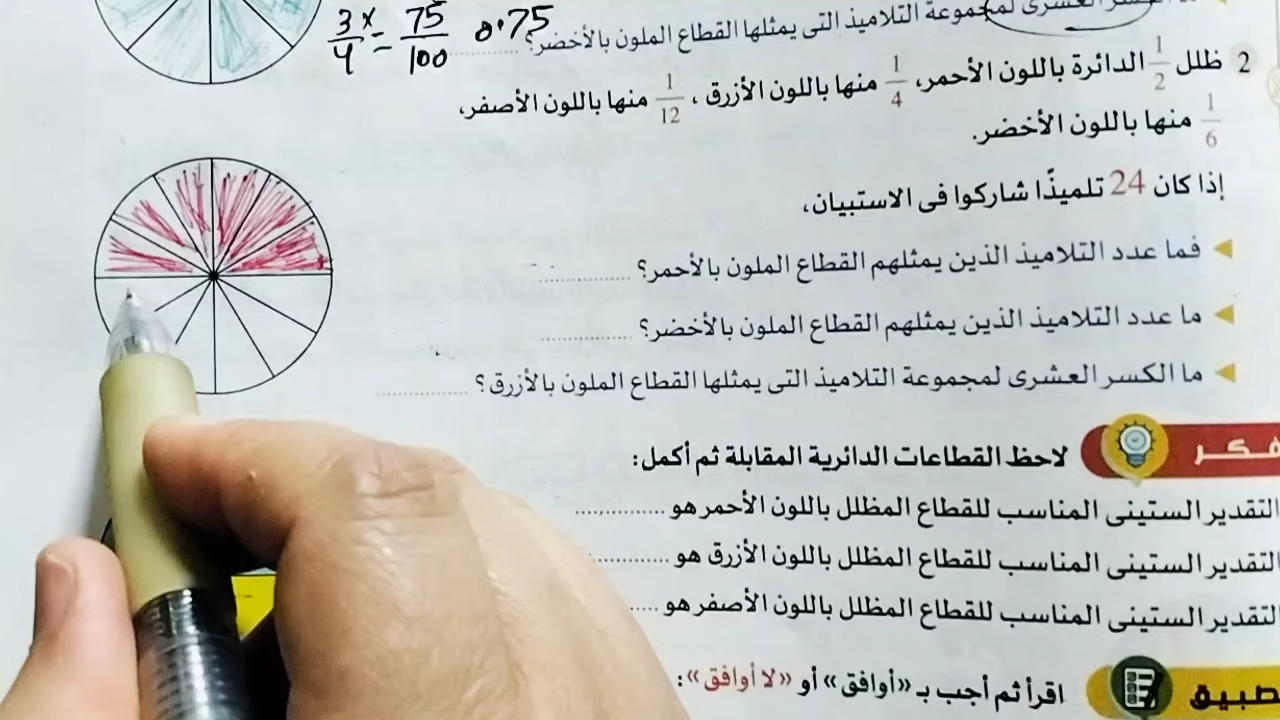 العشرى لمجموعة التلاميذ التى يمثلها القطاع الملون بالأخضر؟ ............
3/4 × = 75/100 0.75
2 ظلل 1/2 الدائرة باللون الأحمر، 1/4 منها باللون الأزرق، 1/12 منها باللون الأصفر،
1/6 منها باللون الأخضر.
إذا كان 24 تلميذًا شاركوا فى الاستبيان،
فما عدد التلاميذ الذين يمثلهم القطاع الملون بالأحمر؟ ............
ما عدد التلاميذ الذين يمثلهم القطاع الملون بالأخضر؟ ............
ما الكسر العشرى لمجموعة التلاميذ التى يمثلها القطاع الملون بالأزرق؟ ............
فكر
لاحظ القطاعات الدائرية المقابلة ثم أكمل:
التقدير الستينى المناسب للقطاع المظلل باللون الأحمر هو ............
التقدير الستينى المناسب للقطاع المظلل باللون الأزرق هو ............
التقدير الستينى المناسب للقطاع المظلل باللون الأصفر هو .....
اقرأ ثم أجب بـ «أوافق» أو «لا أوافق»: